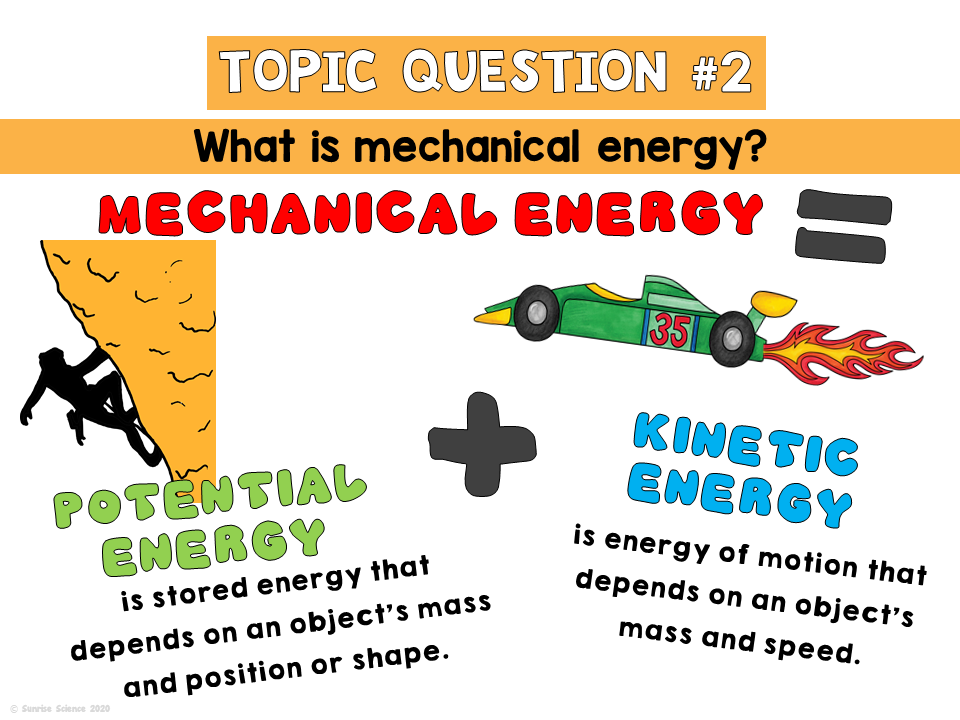 TOPIC QUESTION #2
What is mechanical energy?
MECHANICAL ENERGY =
35
+
POTENTIAL
ENERGY
is stored energy that
depends on an object's mass
and position or shape.
KINETIC
ENERGY
is energy of motion that
depends on an object's
mass and speed.
© Sunrise Science 2020